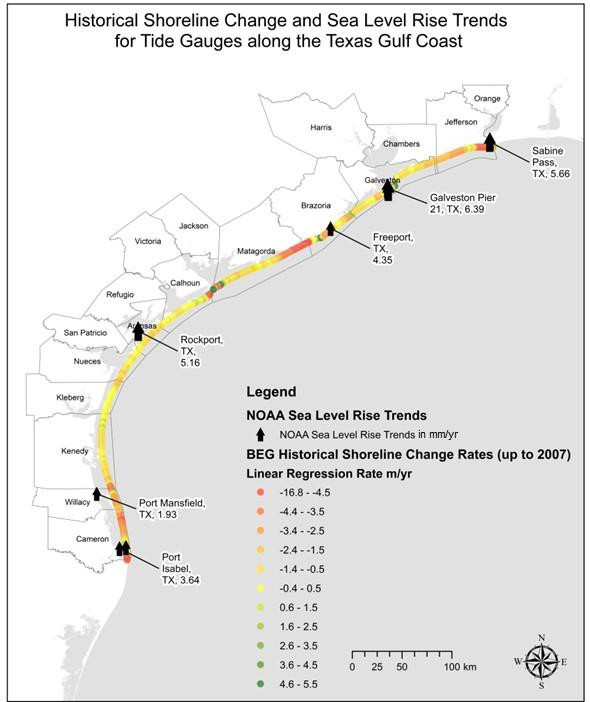 Historical Shoreline Change and Sea Level Rise Trends
for Tide Gauges along the Texas Gulf Coast
Orange
Jefferson
Harris
Chambers
Sabine
Pass,
TX, 5.66
Galveston
Galveston Pier
21, TX, 6.39
Brazoria
Freeport,
TX,
4.35
Jackson
Victoria
Matagorda
Calhoun
Refugio
Aransas
San Patricio
Rockport,
TX,
5.16
Nueces
Kleberg
Kenedy
Willacy
Port Mansfield,
TX, 1.93
Cameron
Port
Isabel,
TX, 3.64
Legend
NOAA Sea Level Rise Trends
NOAA Sea Level Rise Trends in mm/yr
BEG Historical Shoreline Change Rates (up to 2007)
Linear Regression Rate m/yr
-16.8 - -4.5
-4.4 - -3.5
-3.4 - -2.5
-2.4 - -1.5
-1.4 - -0.5
-0.4 - 0.5
0.6 - 1.5
1.6 - 2.5
2.6 - 3.5
3.6 - 4.5
4.6 - 5.5
0 25 50 100 km
N
W E
S